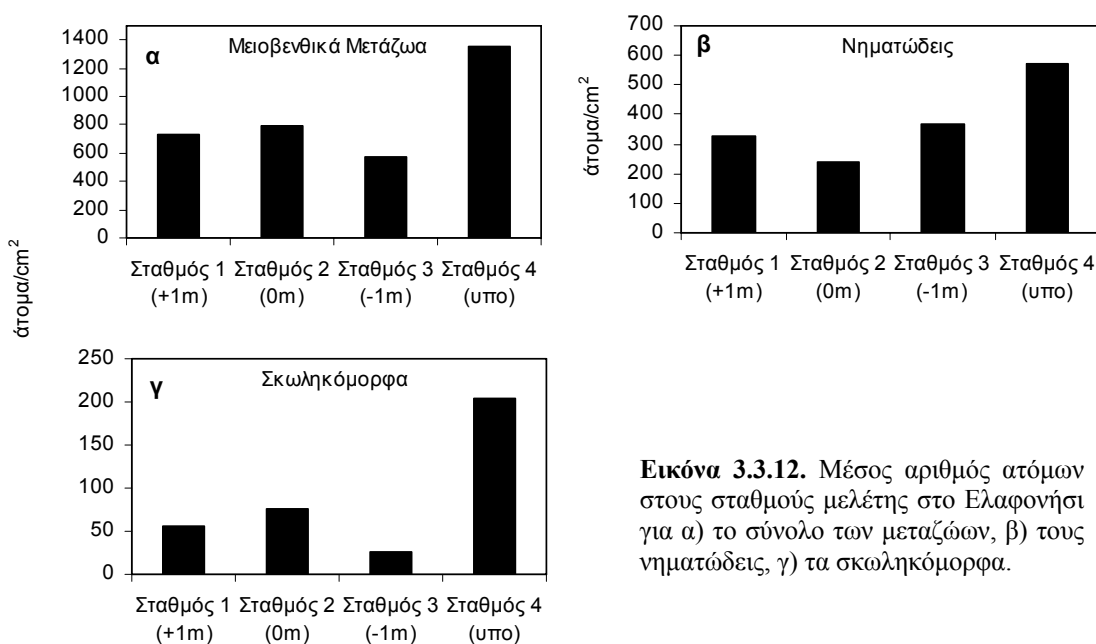 α
Μειοβενθικά Μετάζωα
1400
1200
1000
800
600
400
200
0
Σταθμός 1 Σταθμός 2 Σταθμός 3 Σταθμός 4
(+1m) (0m) (-1m) (υπο)
άτομα/cm²
β
Νηματώδεις
άτομα/cm²
700
600
500
400
300
200
100
0
Σταθμός 1 Σταθμός 2 Σταθμός 3 Σταθμός 4
(+1m) (0m) (-1m) (υπο)
γ
Σκωληκόμορφα
250
200
150
100
50
0
Σταθμός 1 Σταθμός 2 Σταθμός 3 Σταθμός 4
(+1m) (0m) (-1m) (υπο)
Εικόνα 3.3.12. Μέσος αριθμός ατόμων
στους σταθμούς μελέτης στο Ελαφονήσι
για α) το σύνολο των μεταζώων, β) τους
νηματώδεις, γ) τα σκωληκόμορφα.